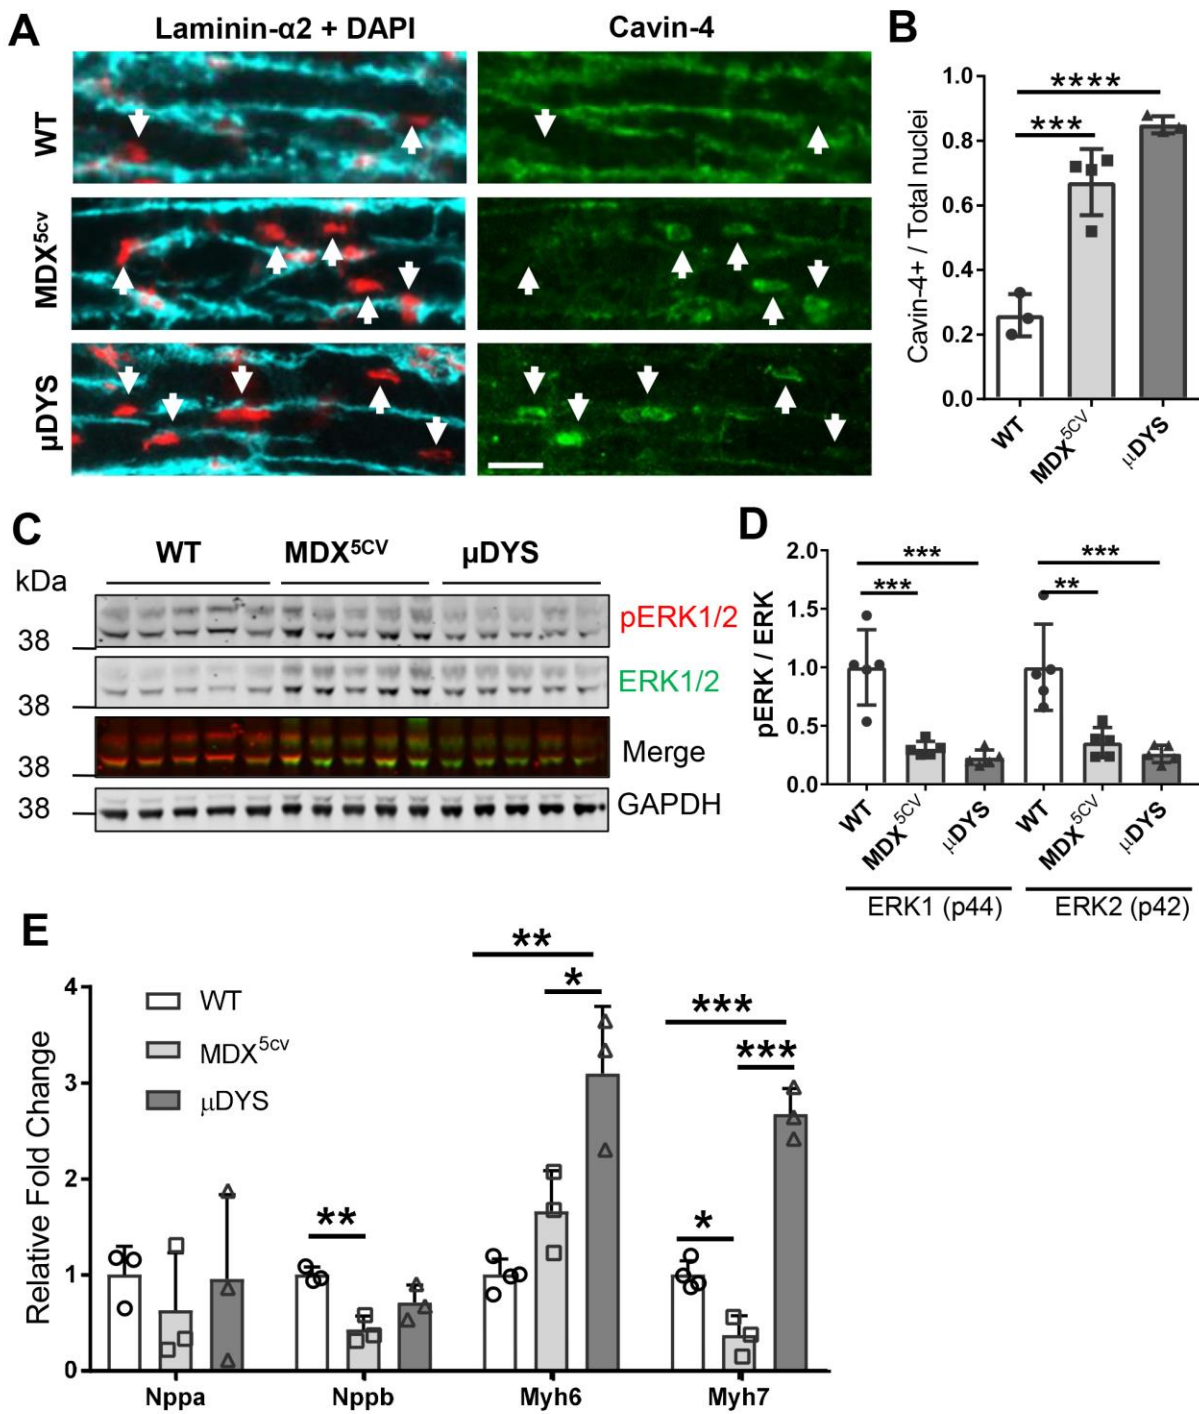 A
Laminin-α2 + DAPI
Cavin-4
WT
MDX5cv
μDYS
B
Cavin-4+ / Total nuclei
1.0
0.8
0.6
0.4
0.2
0.0
****
***
WT
MDX5CV
μDYS
C
WT
MDX5CV
μDYS
kDa
38
pERK1/2
38
ERK1/2
38
Merge
38
GAPDH
D
pERK / ERK
2.0
1.5
1.0
0.5
0.0
***
***
***
**
WT
MDX5CV
μDYS
WT
MDX5CV
μDYS
ERK1 (p44)
ERK2 (p42)
E
Relative Fold Change
4
3
2
1
0
WT
MDX5cv
μDYS
**
**
*
***
***
*
Nppa
Nppb
Myh6
Myh7